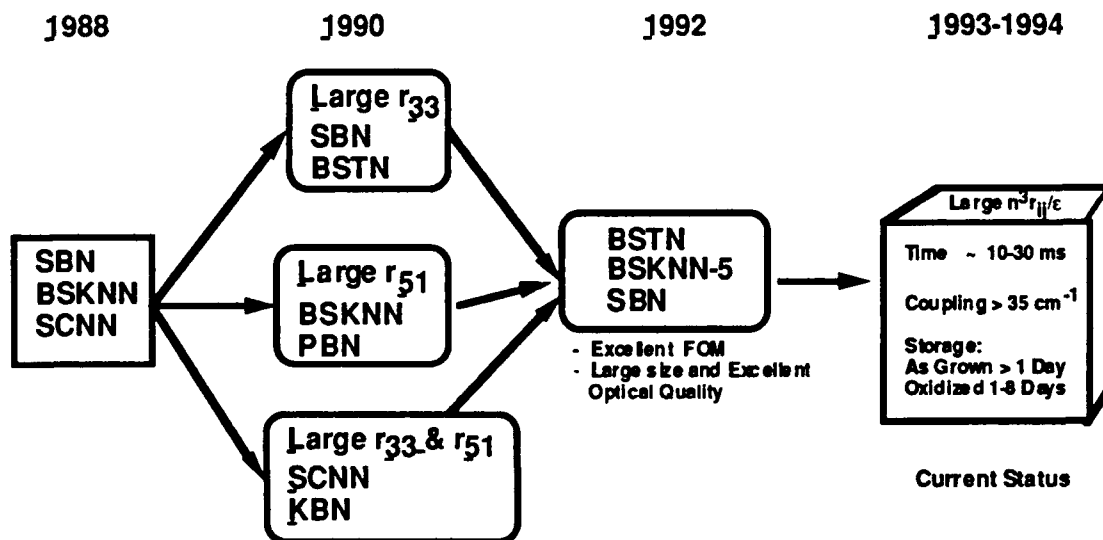 1988
1990
1992
1993-1994
SBN
BSKNN
SCNN
Large r33
SBN
BSTN
Large r51
BSKNN
PBN
Large r33 & r51
SCNN
KBN
BSTN
BSKNN-5
SBN
- Excellent FOM
- Large size and Excellent
Optical Quality
Large n³rij/ε
Time ~ 10-30 ms
Coupling > 35 cm⁻¹
Storage:
As Grown > 1 Day
Oxidized 1-8 Days
Current Status